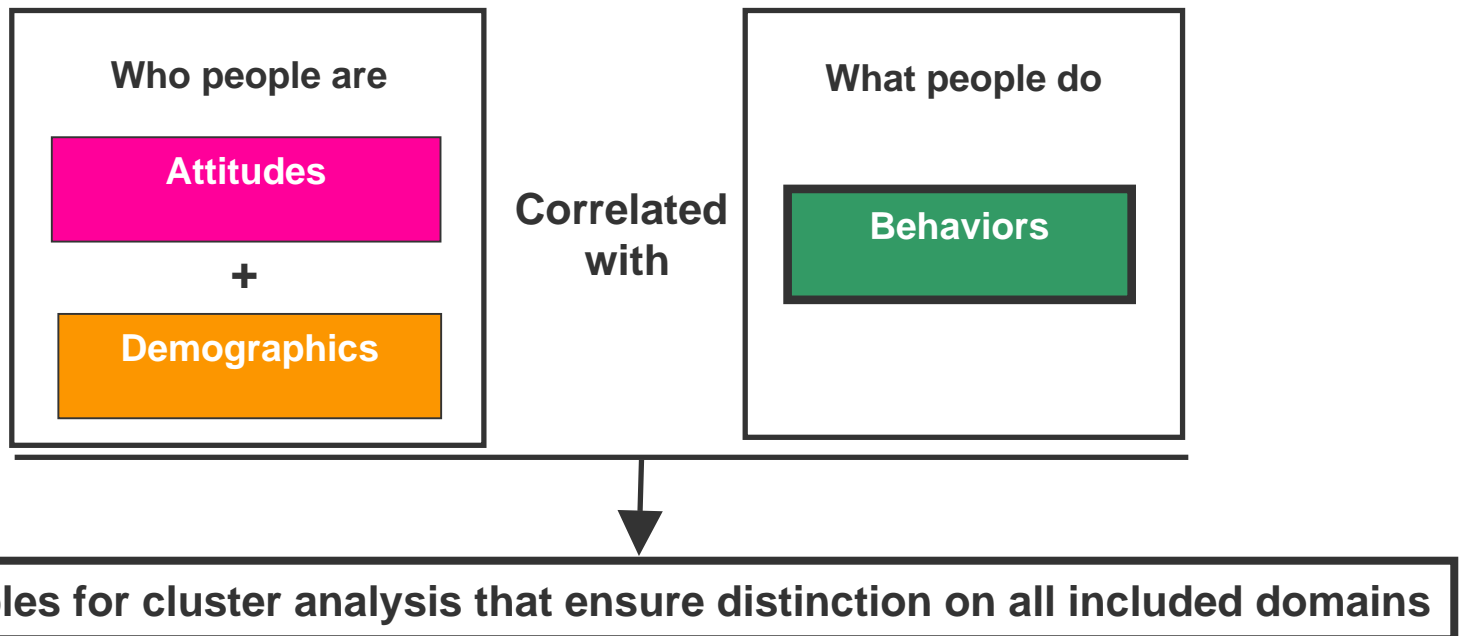 Who people are
Attitudes
+
Demographics
Correlated
with
What people do
Behaviors
for cluster analysis that ensure distinction on all included domains